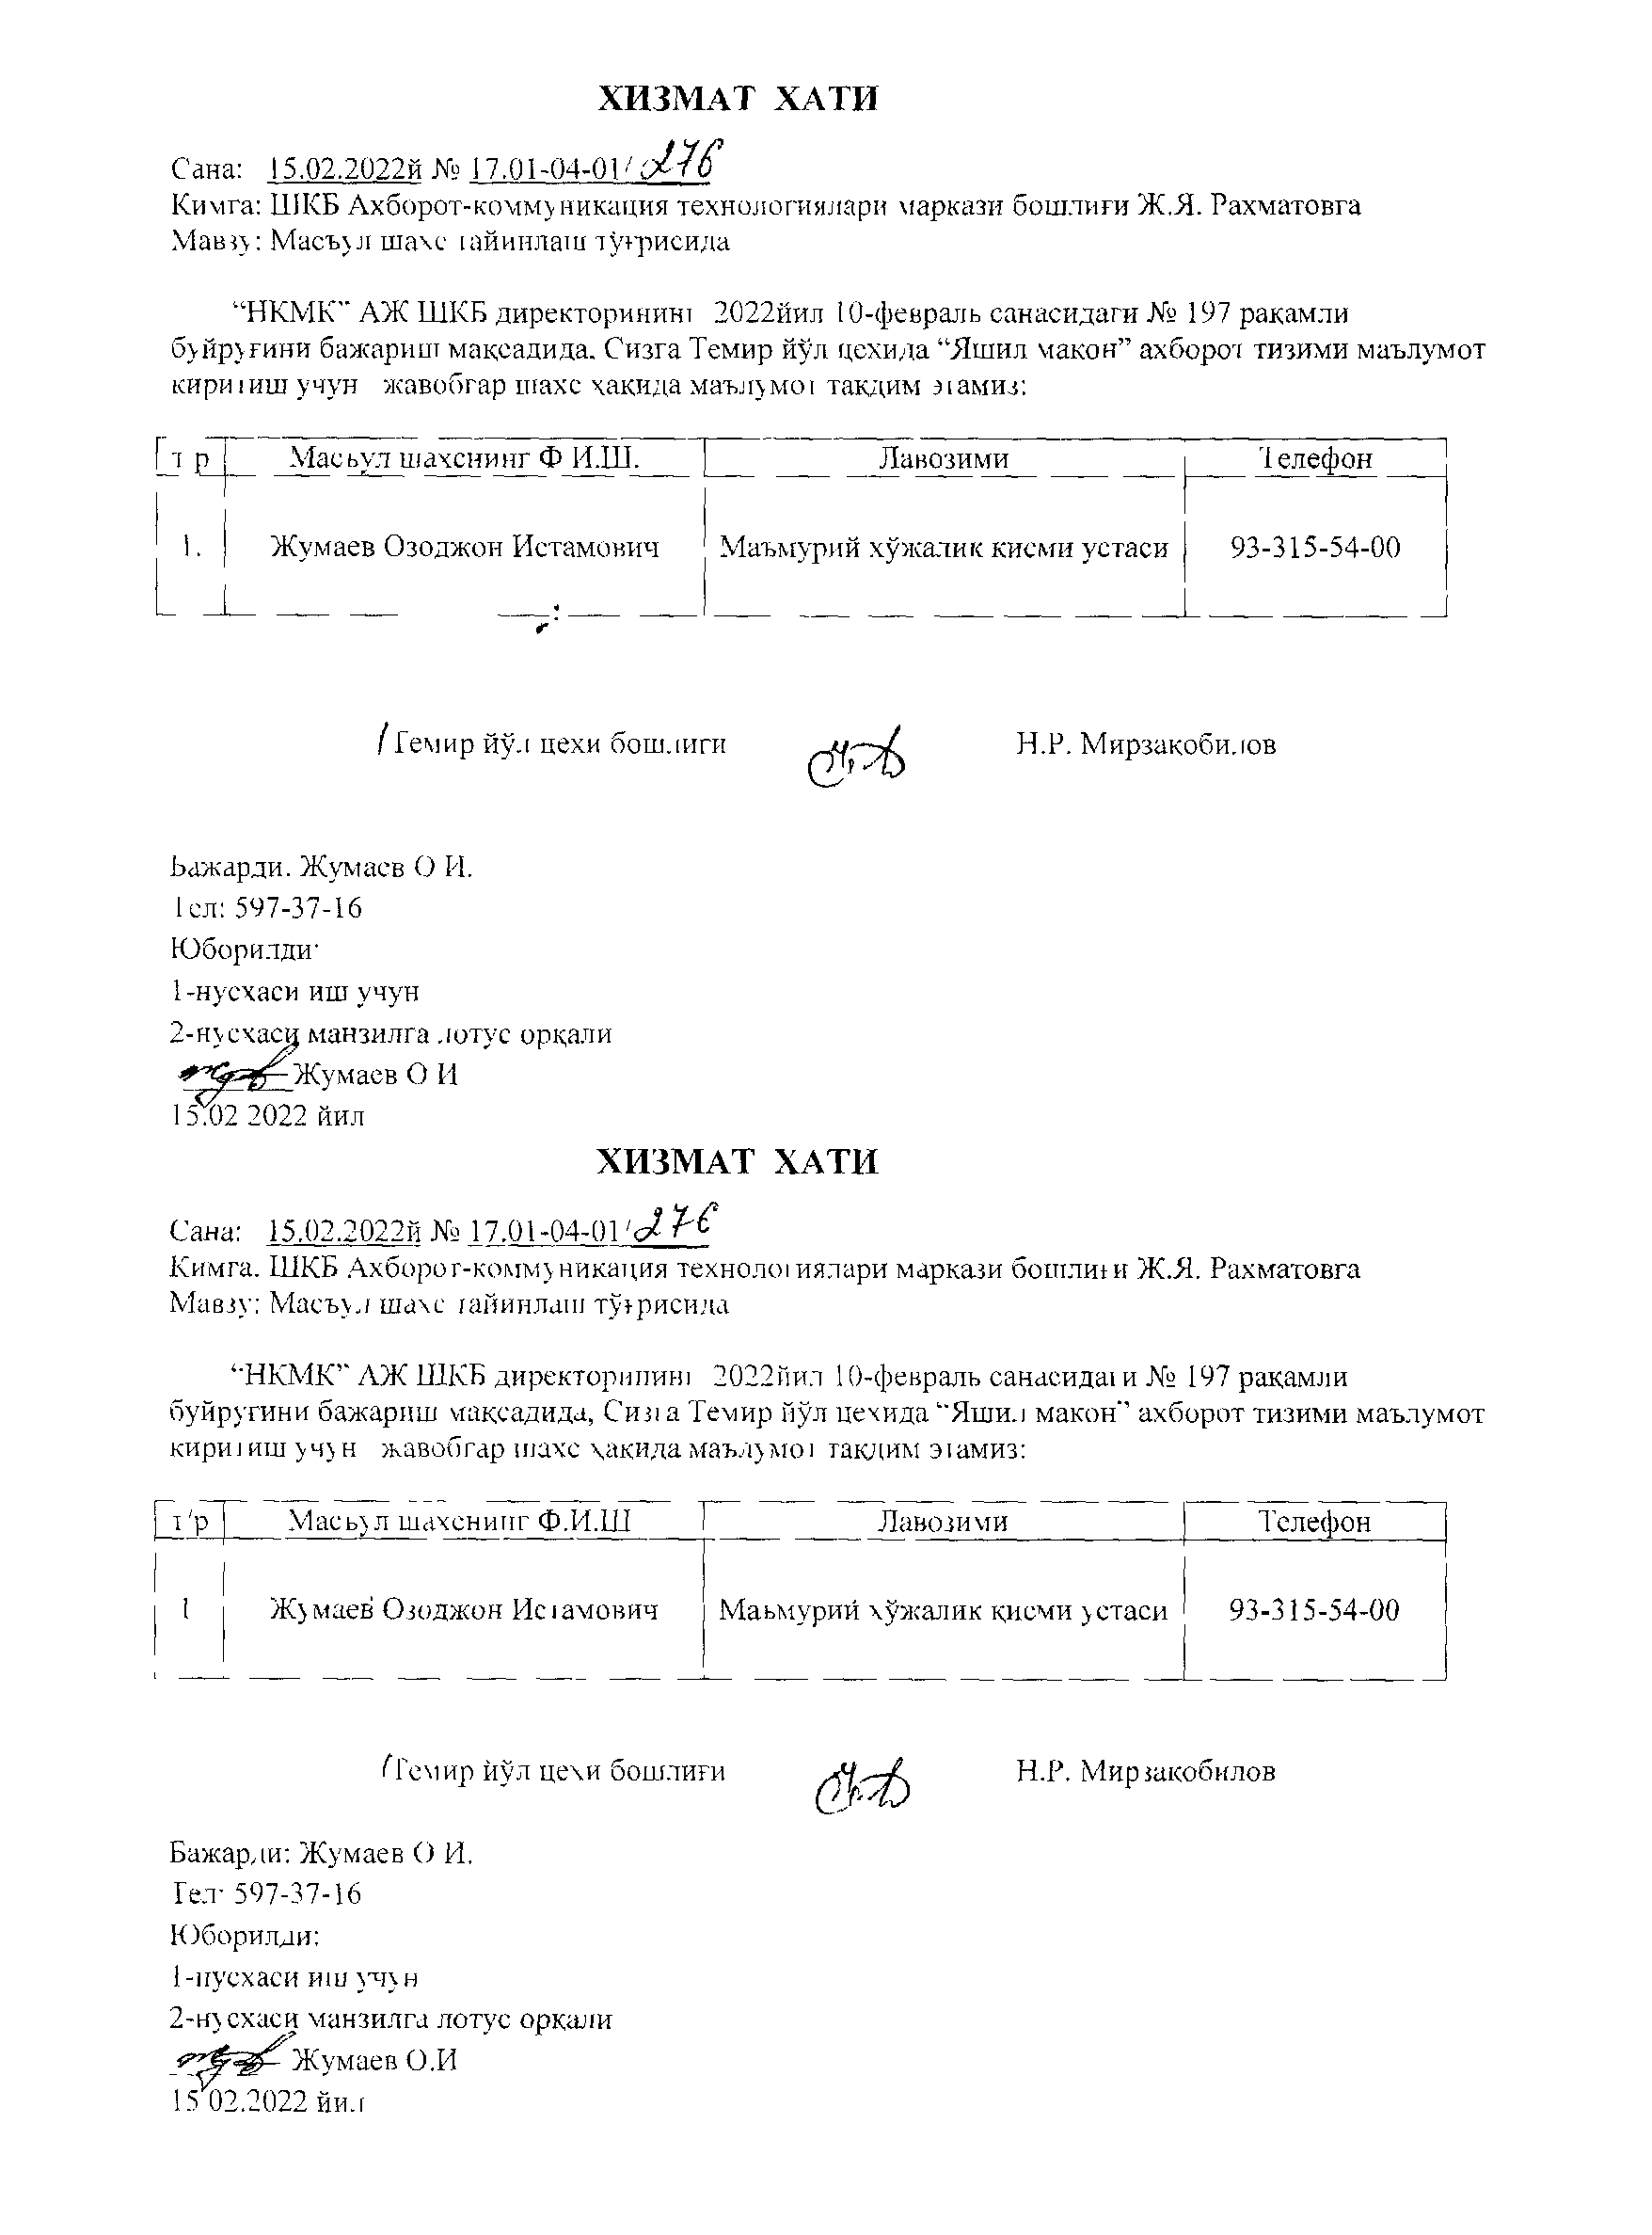 ХИЗМАТ ХАТИ
Сана: 15.02.2022й № 17.01-04-01/276
Кимга: ШКБ Ахборот-коммуникация технологиялари маркази бошлиғи Ж.Я. Рахматовга
Мавзу: Масъул шахс тайинлаш тўғрисида
“НКМК” АЖ ШКБ директорининг 2022йил 10-февраль санасидаги № 197 рақамли
буйруғини бажариш мақсадида, Сизга Темир йўл цехида “Яшил макон” ахборот тизими маълумот
киритиш учун жавобгар шахс ҳақида маълумот тақдим этамиз:
т/р Масъул шахснинг Ф.И.Ш. Лавозими Телефон
1. Жумаев Озоджон Истамович Маъмурий хўжалик қисми устаси 93-315-54-00
/Темир йўл цехи бошлиғи Н.Р. Мирзакобилов
Бажарди: Жумаев О.И.
Тел: 597-37-16
Юборилди:
1-нусхаси иш учун
2-нусхаси манзилга лотус орқали
Жумаев О.И
15.02.2022 йил
ХИЗМАТ ХАТИ
Сана: 15.02.2022й № 17.01-04-01/276
Кимга: ШКБ Ахборот-коммуникация технологиялари маркази бошлиғи Ж.Я. Рахматовга
Мавзу: Масъул шахс тайинлаш тўғрисида
“НКМК” АЖ ШКБ директорининг 2022йил 10-февраль санасидаги № 197 рақамли
буйруғини бажариш мақсадида, Сизга Темир йўл цехида “Яшил макон” ахборот тизими маълумот
киритиш учун жавобгар шахс ҳақида маълумот тақдим этамиз:
т/р Масъул шахснинг Ф.И.Ш Лавозими Телефон
1 Жумаев Озоджон Истамович Маъмурий хўжалик қисми устаси 93-315-54-00
/Темир йўл цехи бошлиғи Н.Р. Мирзакобилов
Бажарди: Жумаев О.И.
Тел: 597-37-16
Юборилди:
1-нусхаси иш учун
2-нусхаси манзилга лотус орқали
Жумаев О.И
15.02.2022 йил